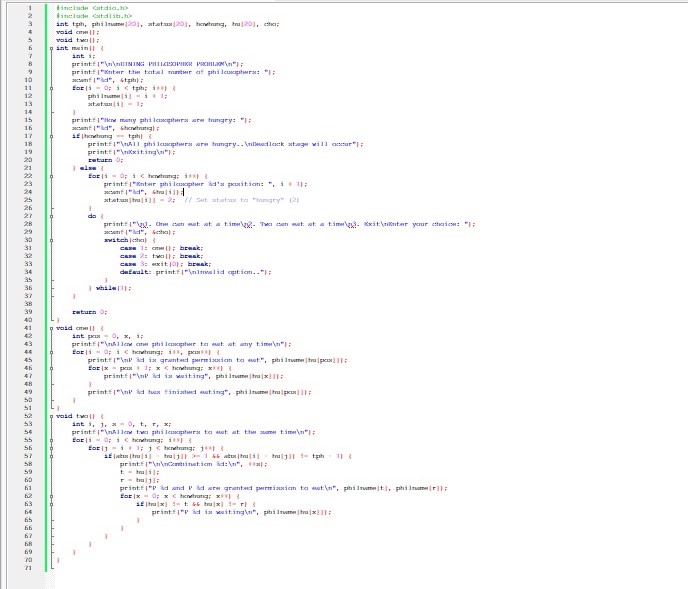 1 #include <stdio.h>
2 #include <stdlib.h>
3 int tph, philname[20], status[20], howhung, hu[20], cho;
4 void one();
5 void two();
6 int main() {
7 int i;
8 printf("\n\nDINING PHILOSOPHER PROBLEM\n");
9 printf("Enter the total number of philosophers: ");
10 scanf("%d", &tph);
11 for(i = 0; i < tph; i++) {
12 philname[i] = i + 1;
13 status[i] = 1;
14 }
15 printf("How many philosophers are hungry: ");
16 scanf("%d", &howhung);
17 if(howhung == tph) {
18 printf("\nAll philosophers are hungry..\nDeadlock stage will occur");
19 printf("\nExiting\n");
20 return 0;
21 } else {
22 for(i = 0; i < howhung; i++) {
23 printf("Enter philosopher %d's position: ", i + 1);
24 scanf("%d", &hu[i]);
25 status[hu[i]] = 2; // Set status to "hungry" (2)
26 }
27 do {
28 printf("\n1. One can eat at a time\n2. Two can eat at a time\n3. Exit\nEnter your choice: ");
29 scanf("%d", &cho);
30 switch(cho) {
31 case 1: one(); break;
32 case 2: two(); break;
33 case 3: exit(0); break;
34 default: printf("\nInvalid option..");
35 }
36 } while(1);
37 }
38
39 return 0;
40 }
41 void one() {
42 int pos = 0, x, i;
43 printf("\nAllow one philosopher to eat at any time\n");
44 for(i = 0; i < howhung; i++, pos++) {
45 printf("\nP %d is granted permission to eat", philname[hu[pos]]);
46 for(x = pos + 1; x < howhung; x++) {
47 printf("\nP %d is waiting", philname[hu[x]]);
48 }
49 printf("\nP %d has finished eating", philname[hu[pos]]);
50 }
51 }
52 void two() {
53 int i, j, s = 0, t, r, x;
54 printf("\nAllow two philosophers to eat at the same time\n");
55 for(i = 0; i < howhung; i++) {
56 for(j = i + 1; j < howhung; j++) {
57 if(abs(hu[i] - hu[j]) >= 1 && abs(hu[i] - hu[j]) != tph - 1) {
58 printf("\n\nCombination %d:\n", ++s);
59 t = hu[i];
60 r = hu[j];
61 printf("P %d and P %d are granted permission to eat\n", philname[t], philname[r]);
62 for(x = 0; x < howhung; x++) {
63 if(hu[x] != t && hu[x] != r) {
64 printf("P %d is waiting\n", philname[hu[x]]);
65 }
66 }
67 }
68 }
69 }
70 }
71